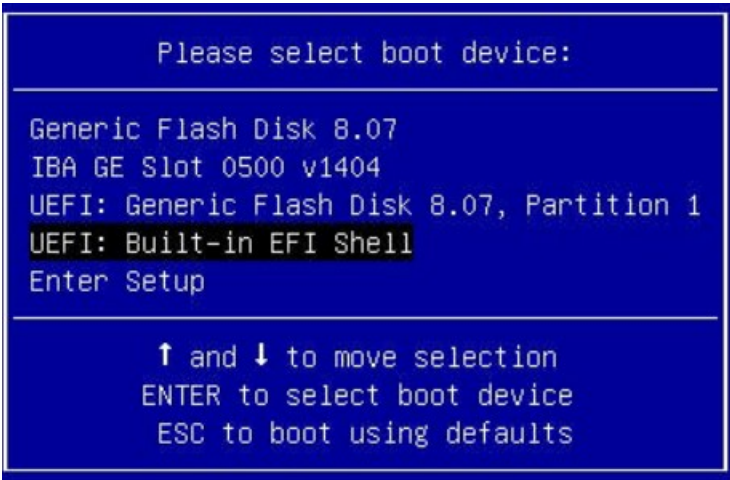 Please select boot device:
Generic Flash Disk 8.07
IBA GE Slot 0500 v1404
UEFI: Generic Flash Disk 8.07, Partition 1
UEFI: Built-in EFI Shell
Enter Setup
↑ and ↓ to move selection
ENTER to select boot device
ESC to boot using defaults